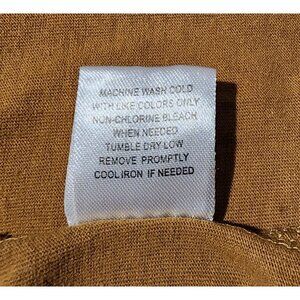 MACHINE WASH COLD
WITH LIKE COLORS ONLY
NON-CHLORINE BLEACH
WHEN NEEDED
TUMBLE DRY LOW
REMOVE PROMPTLY
COOL IRON IF NEEDED